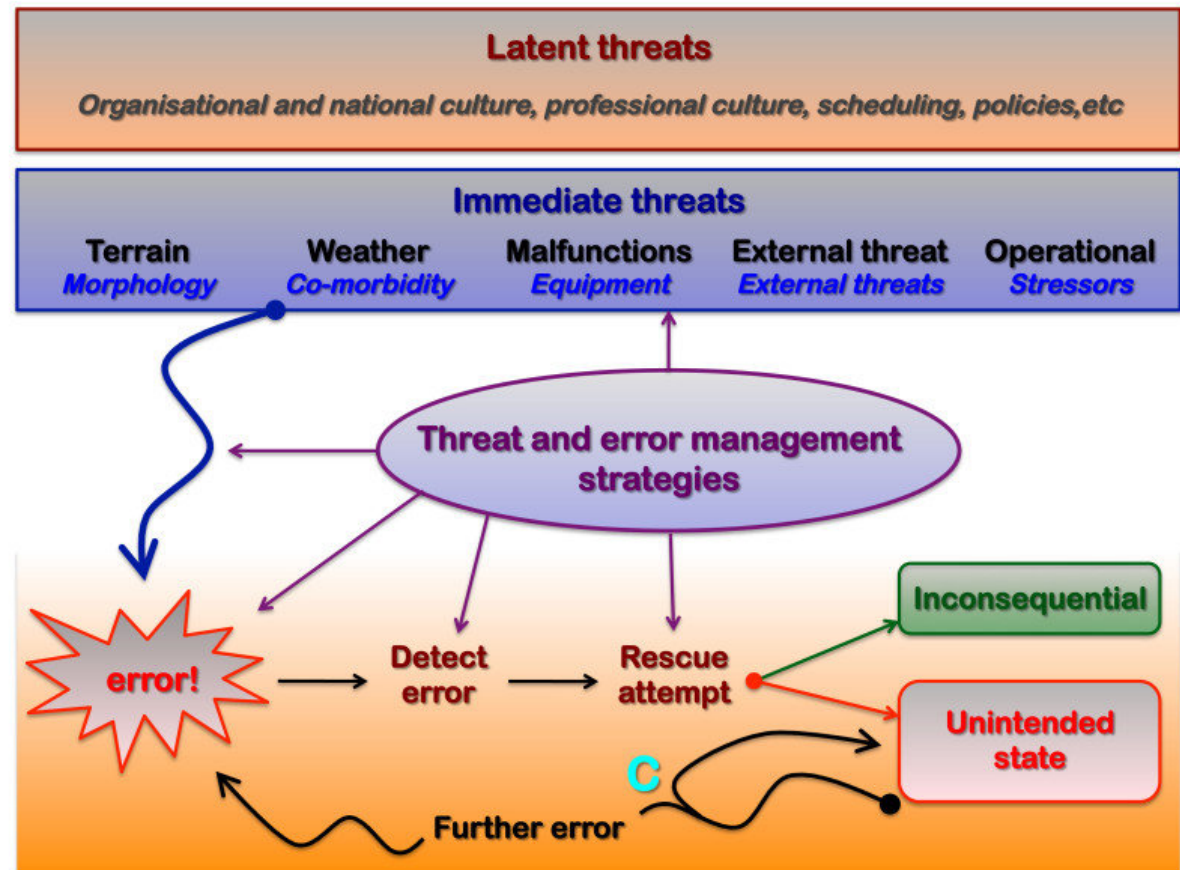 Latent threats
Organisational and national culture, professional culture, scheduling, policies,etc
Immediate threats
Terrain Weather Malfunctions External threat Operational
Morphology Co-morbidity Equipment External threats Stressors
Threat and error management
strategies
Inconsequential
error!
Detect
error
Rescue
attempt
Unintended
state
C
Further error